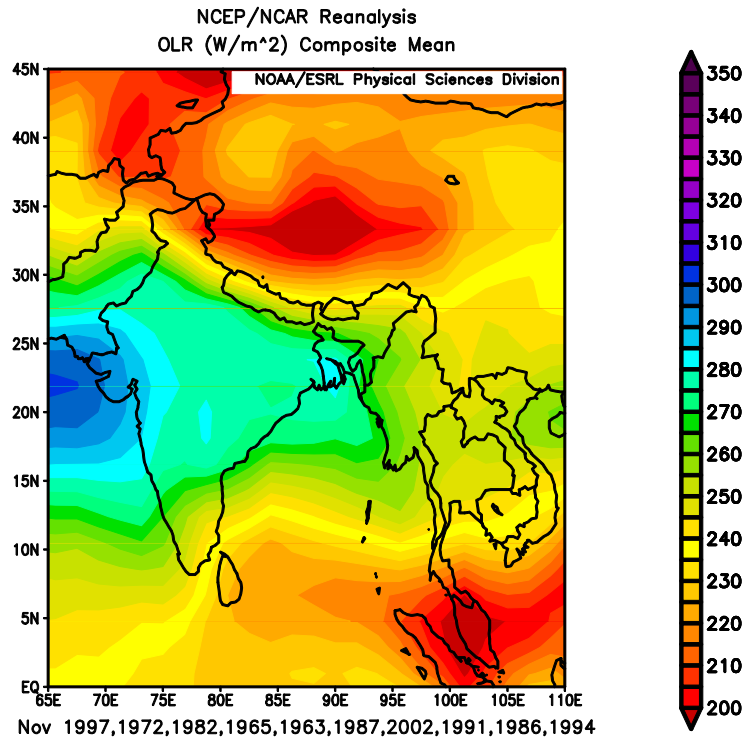 NCEP/NCAR Reanalysis
OLR (W/m^2) Composite Mean
NOAA/ESRL Physical Sciences Division
45N
40N
35N
30N
25N
20N
15N
10N
5N
EQ
65E 70E 75E 80E 85E 90E 95E 100E 105E 110E
350
340
330
320
310
300
290
280
270
260
250
240
230
220
210
200
Nov 1997,1972,1982,1965,1963,1987,2002,1991,1986,1994